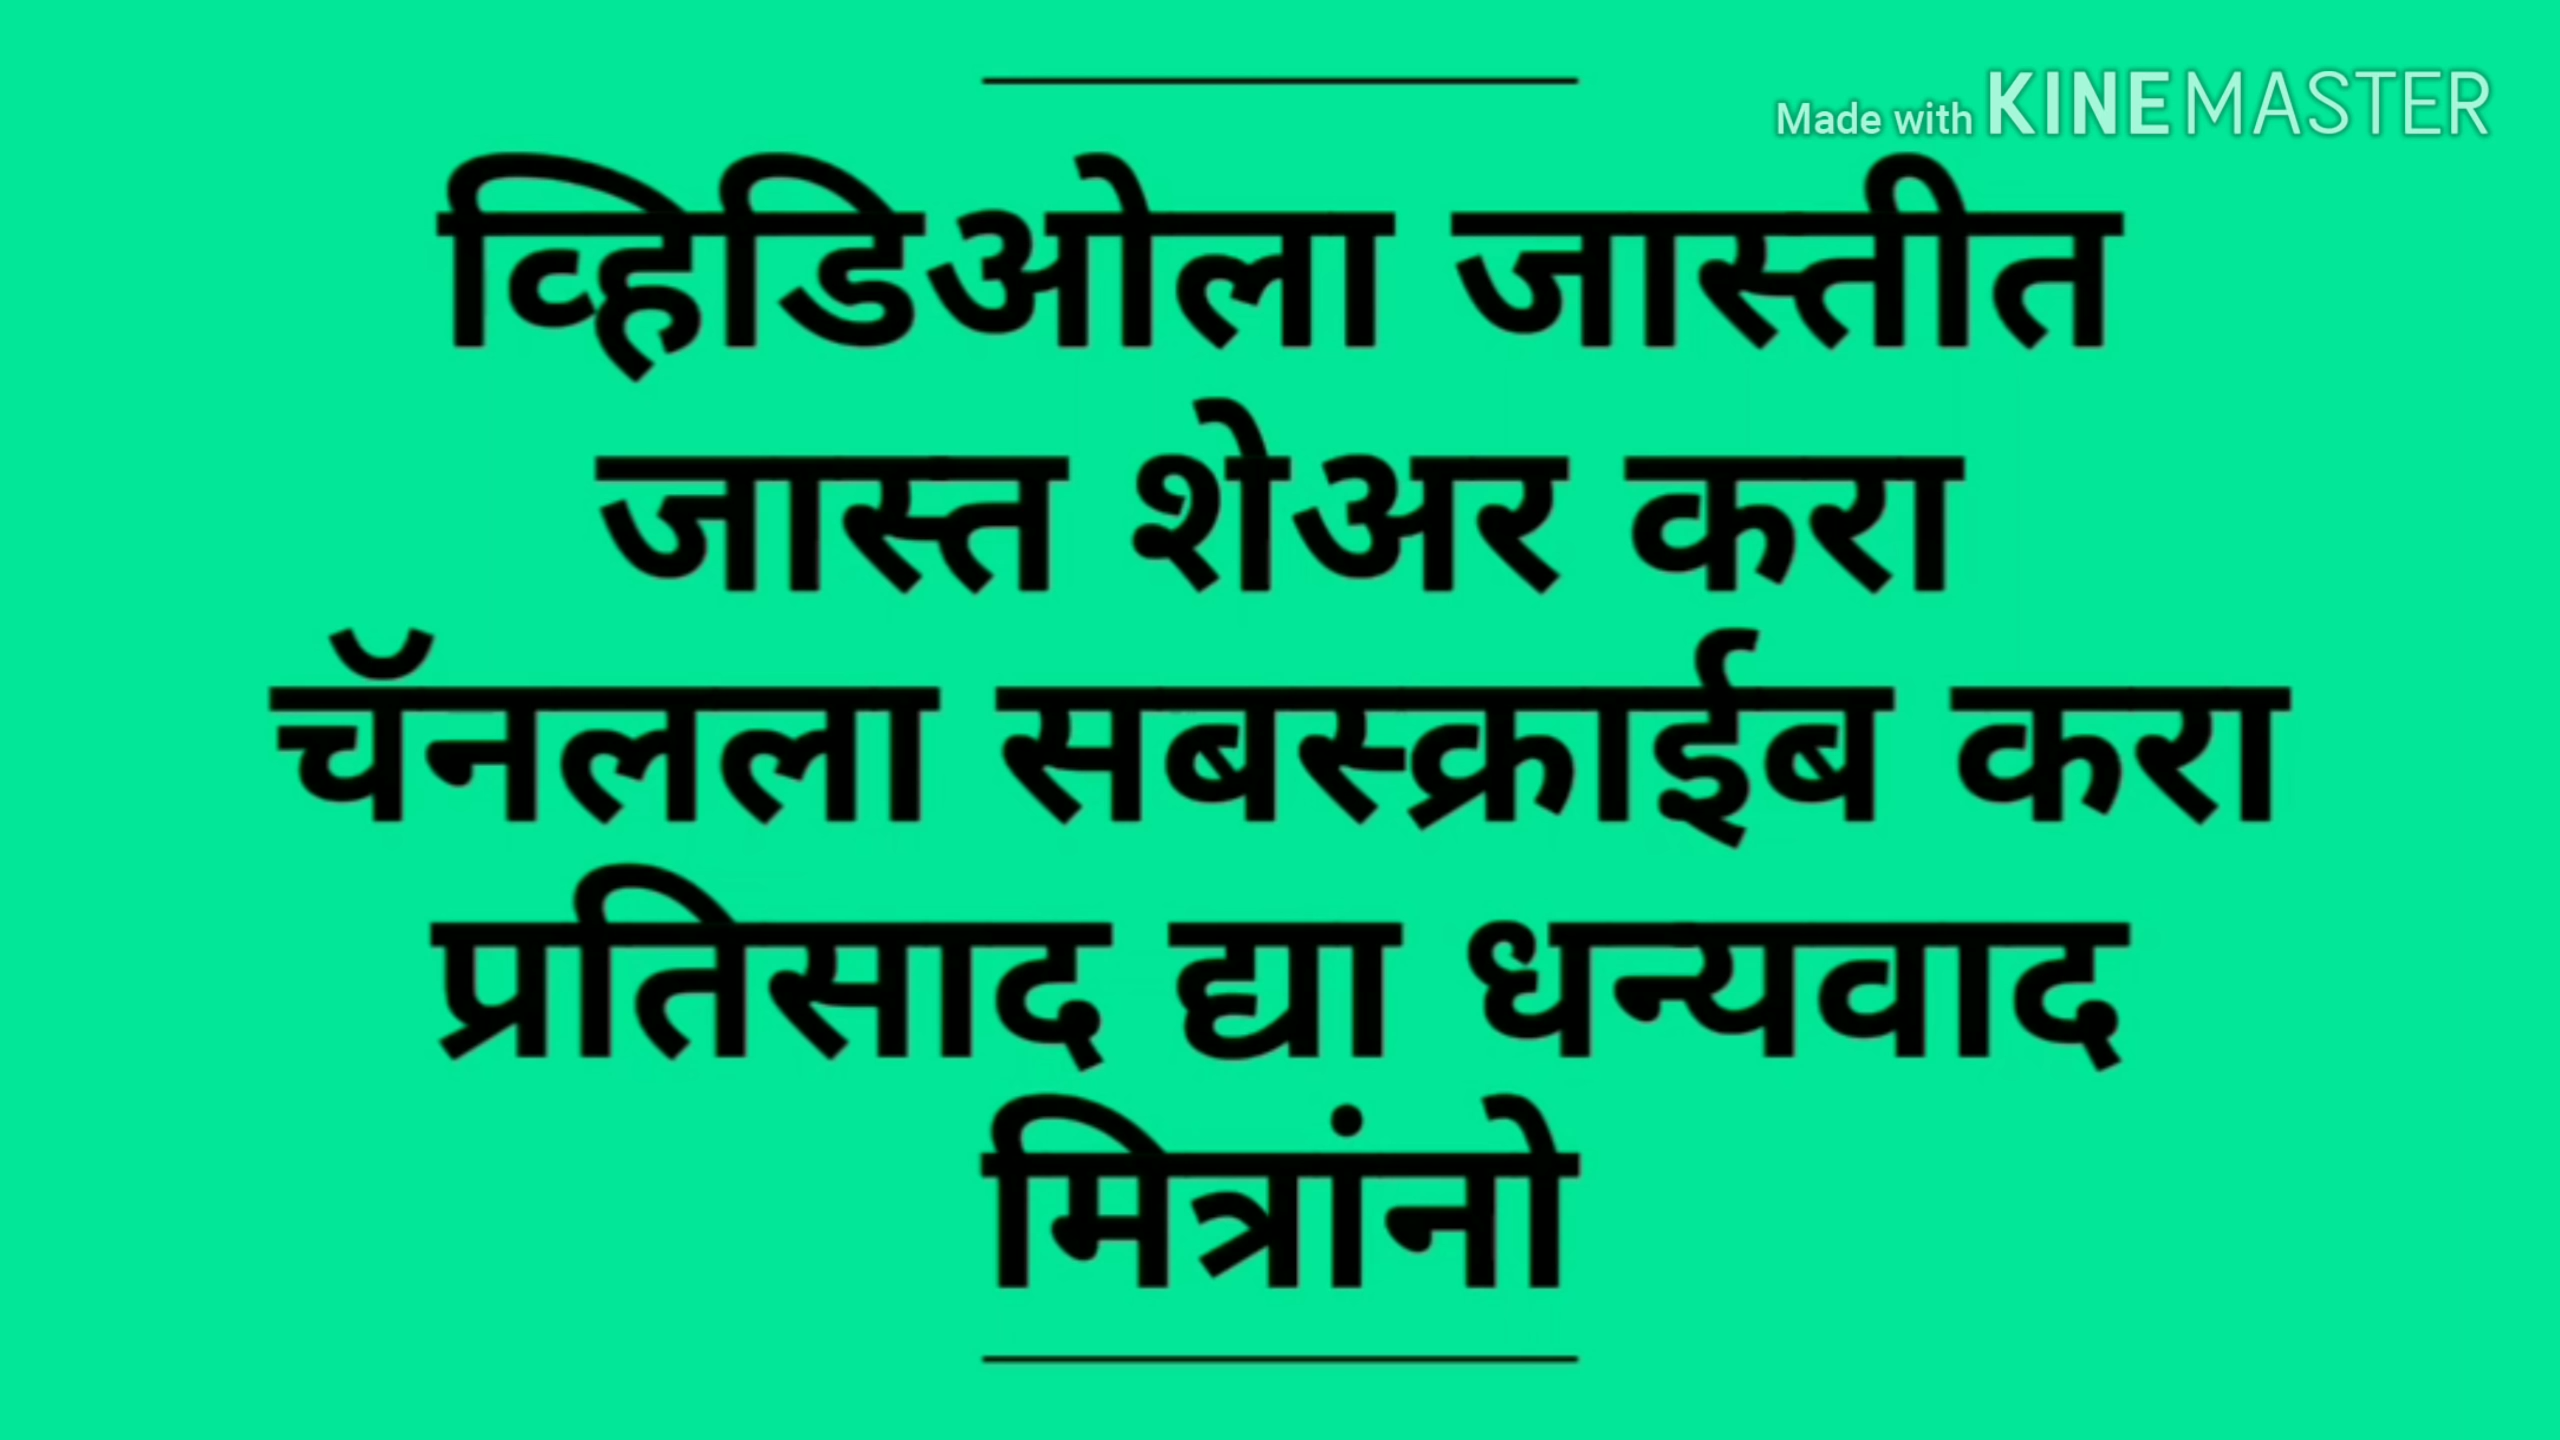 Made with KINEMASTER
व्हिडिओला जास्तीत
जास्त शेअर करा
चॅनलला सबस्क्राईब करा
प्रतिसाद द्या धन्यवाद
मित्रांनो